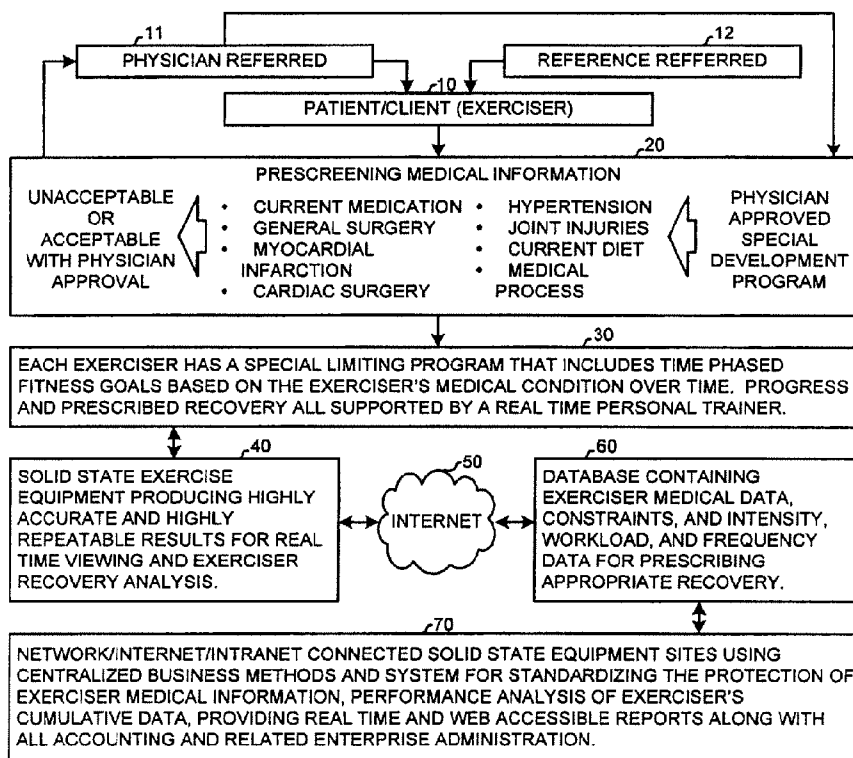 11
PHYSICIAN REFERRED
12
REFERENCE REFFERRED
10
PATIENT/CLIENT (EXERCISER)
20
PRESCREENING MEDICAL INFORMATION
UNACCEPTABLE
OR
ACCEPTABLE
WITH PHYSICIAN
APPROVAL
• CURRENT MEDICATION
• GENERAL SURGERY
• MYOCARDIAL
INFARCTION
• CARDIAC SURGERY
• HYPERTENSION
• JOINT INJURIES
• CURRENT DIET
• MEDICAL
PROCESS
PHYSICIAN
APPROVED
SPECIAL
DEVELOPMENT
PROGRAM
30
EACH EXERCISER HAS A SPECIAL LIMITING PROGRAM THAT INCLUDES TIME PHASED
FITNESS GOALS BASED ON THE EXERCISER'S MEDICAL CONDITION OVER TIME. PROGRESS
AND PRESCRIBED RECOVERY ALL SUPPORTED BY A REAL TIME PERSONAL TRAINER.
40
SOLID STATE EXERCISE
EQUIPMENT PRODUCING HIGHLY
ACCURATE AND HIGHLY
REPEATABLE RESULTS FOR REAL
TIME VIEWING AND EXERCISER
RECOVERY ANALYSIS.
50
INTERNET
60
DATABASE CONTAINING
EXERCISER MEDICAL DATA,
CONSTRAINTS, AND INTENSITY,
WORKLOAD, AND FREQUENCY
DATA FOR PRESCRIBING
APPROPRIATE RECOVERY.
70
NETWORK/INTERNET/INTRANET CONNECTED SOLID STATE EQUIPMENT SITES USING
CENTRALIZED BUSINESS METHODS AND SYSTEM FOR STANDARDIZING THE PROTECTION OF
EXERCISER MEDICAL INFORMATION, PERFORMANCE ANALYSIS OF EXERCISER'S
CUMULATIVE DATA, PROVIDING REAL TIME AND WEB ACCESSIBLE REPORTS ALONG WITH
ALL ACCOUNTING AND RELATED ENTERPRISE ADMINISTRATION.